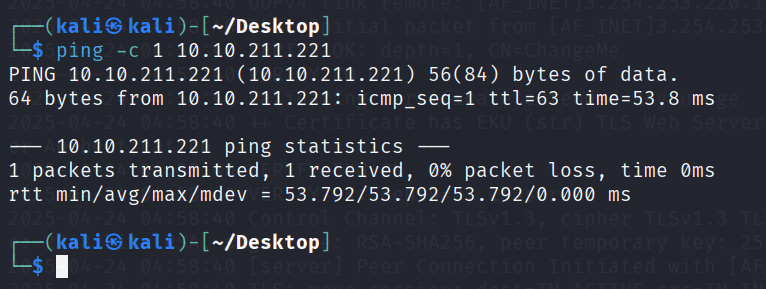 ┌──(kali㉿kali)-[~/Desktop]
└─$ ping -c 1 10.10.211.221
PING 10.10.211.221 (10.10.211.221) 56(84) bytes of data.
64 bytes from 10.10.211.221: icmp_seq=1 ttl=63 time=53.8 ms

--- 10.10.211.221 ping statistics ---
1 packets transmitted, 1 received, 0% packet loss, time 0ms
rtt min/avg/max/mdev = 53.792/53.792/53.792/0.000 ms

┌──(kali㉿kali)-[~/Desktop]
└─$